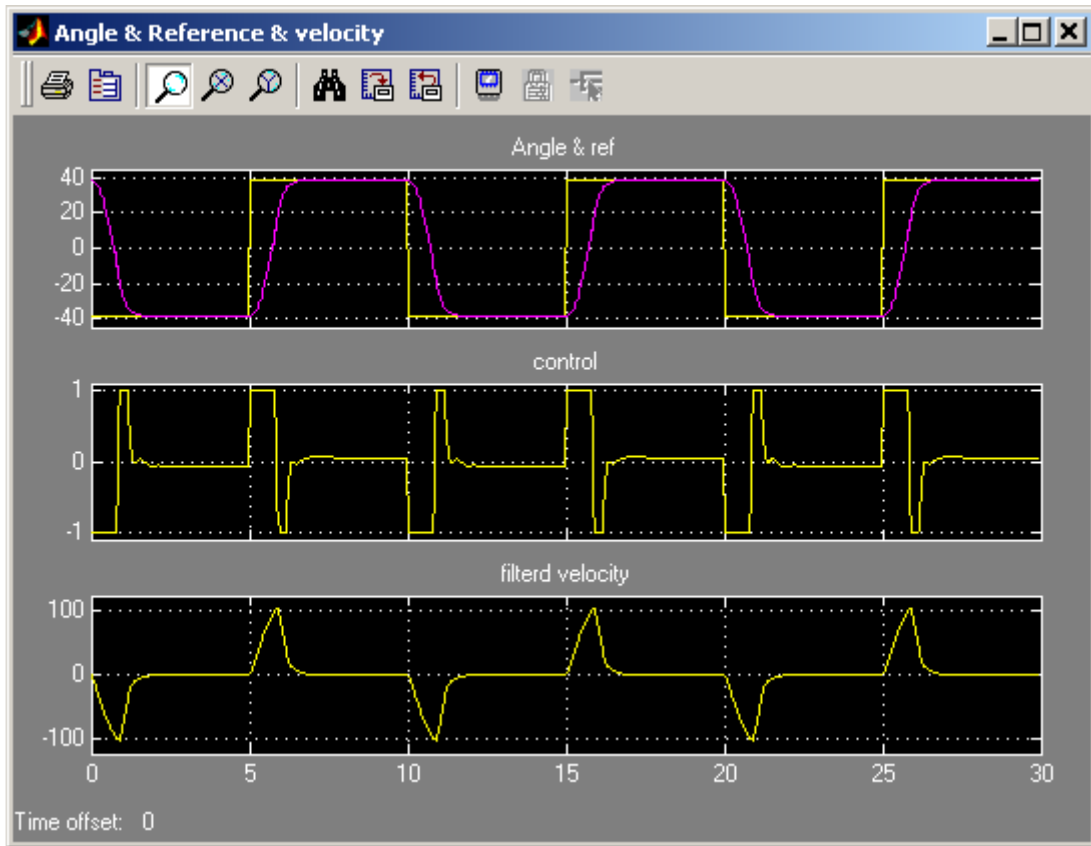 Angle & Reference & velocity
Angle & ref
40
20
0
-20
-40
control
1
0
-1
filterd velocity
100
0
-100
0 5 10 15 20 25 30
Time offset: 0